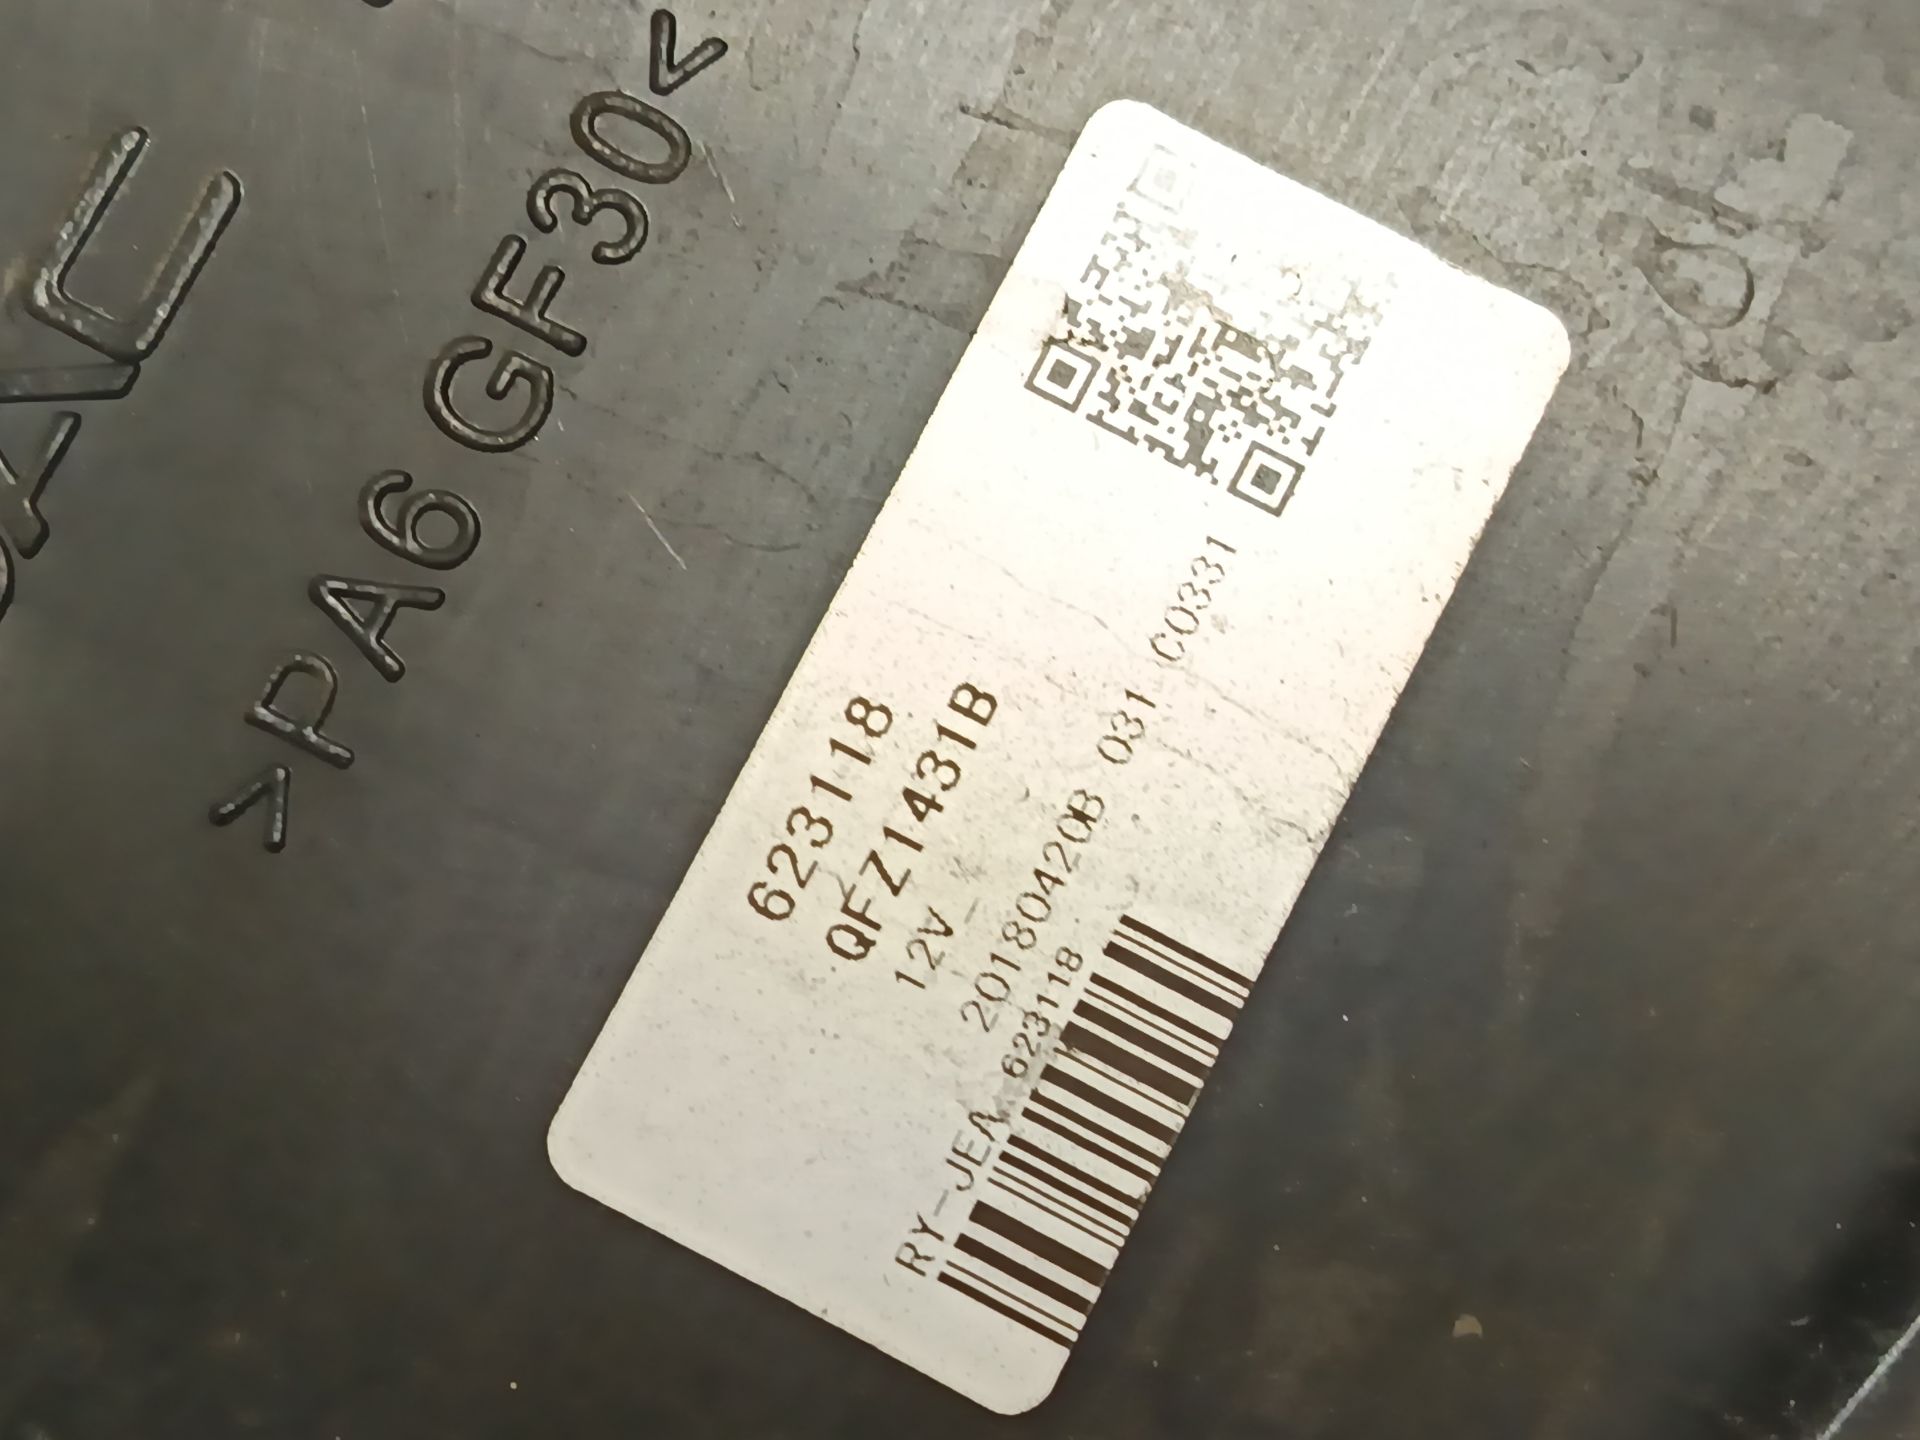 >PA6 GF30<
623118
QFZ1431B
12V
20180420B 031 C0331
623118
RY-JEA